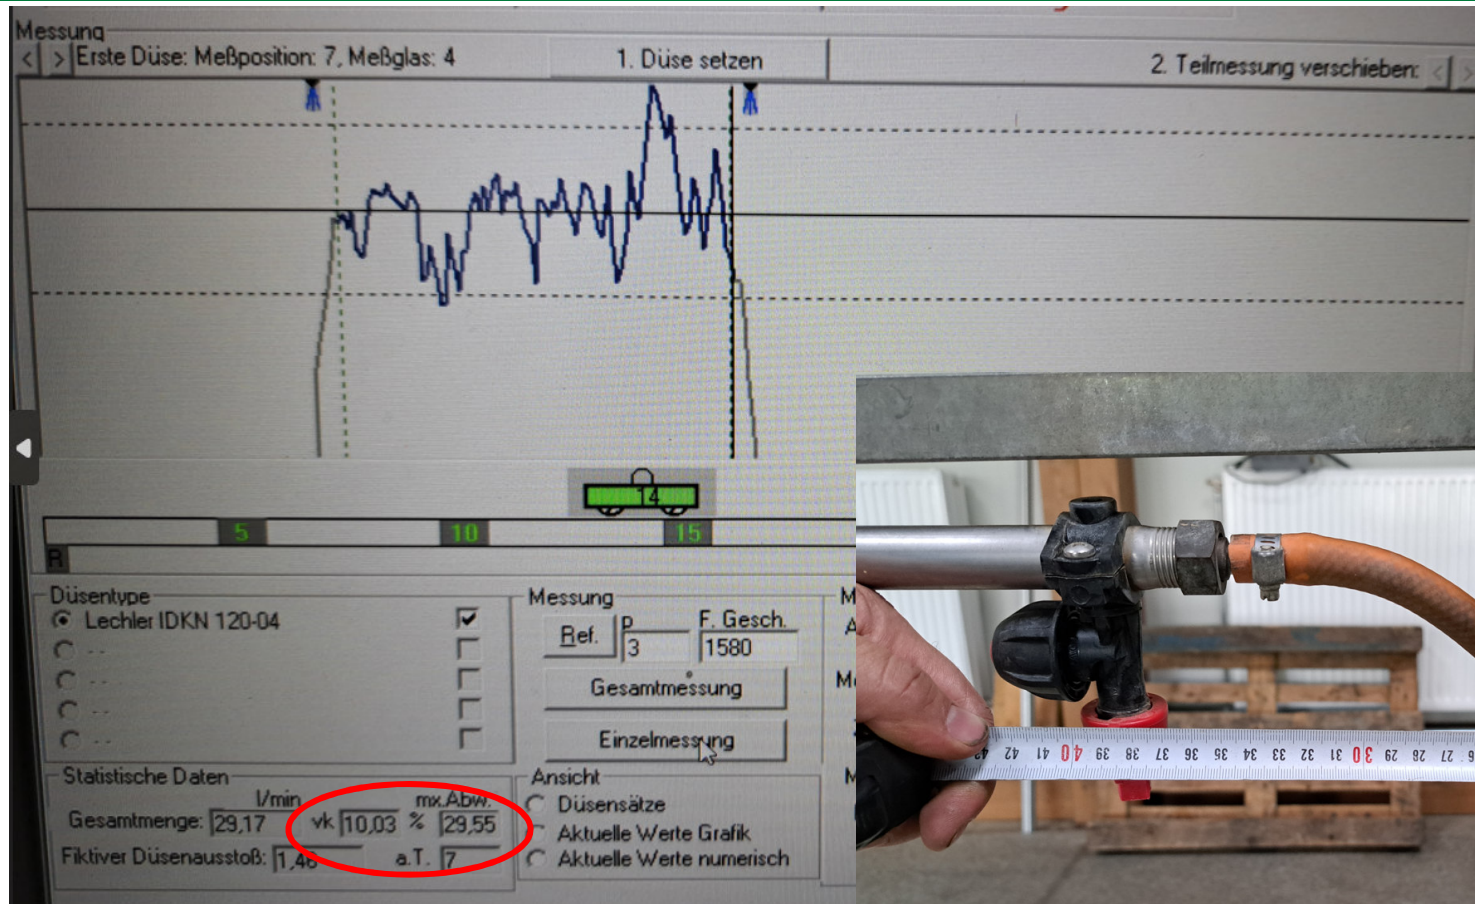 Messung
< > Erste Düse: Meßposition: 7, Meßglas: 4 1. Düse setzen 2. Teilmessung verschieben: < >
14
5 10 15
R
Düsentype
Lechler IDKN 120-04
--
--
--
--
Messung
Ref. p F. Gesch.
3 1580
Gesamtmessung
Einzelmessung
Statistische Daten
l/min mx.Abw.
Gesamtmenge: 29,17 vk 10,03 % 29,55
Fiktiver Düsenausstoß: 1,46 a.T. 7
Ansicht
Düsensätze
Aktuelle Werte Grafik
Aktuelle Werte numerisch
M
A
M
42 41 40 39 38 37 36 35 34 33 32 31 30 29 28 27 6